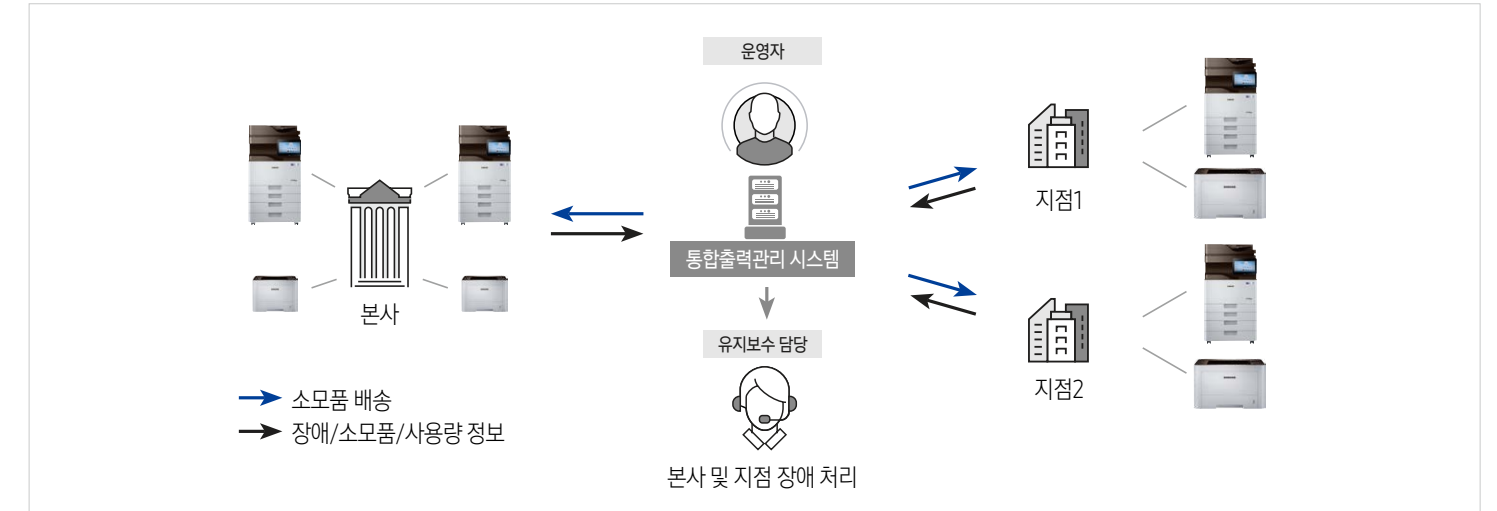 운영자
통합출력관리 시스템
유지보수 담당
본사 및 지점 장애 처리
본사
지점1
지점2
소모품 배송
장애/소모품/사용량 정보